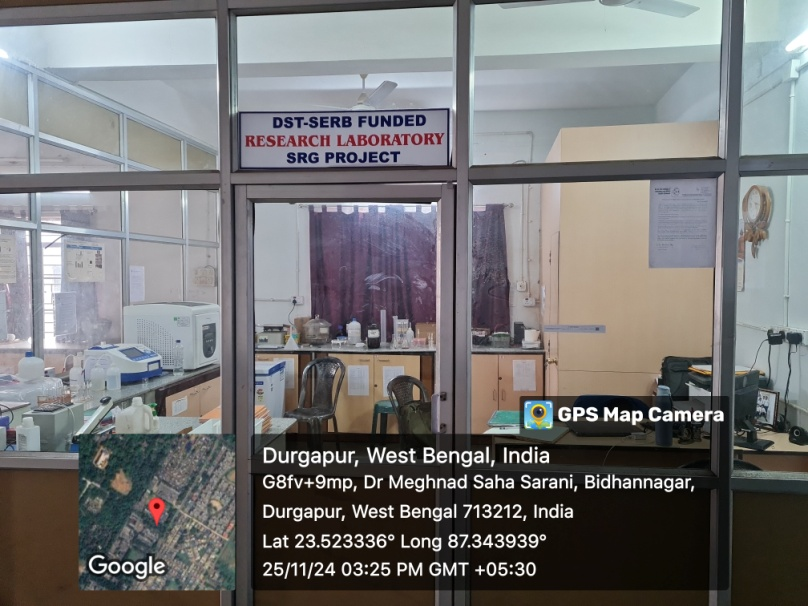 DST-SERB FUNDED
RESEARCH LABORATORY
SRG PROJECT
GPS Map Camera
Durgapur, West Bengal, India
G8fv+9mp, Dr Meghnad Saha Sarani, Bidhannagar,
Durgapur, West Bengal 713212, India
Lat 23.523336° Long 87.343939°
25/11/24 03:25 PM GMT +05:30
Google